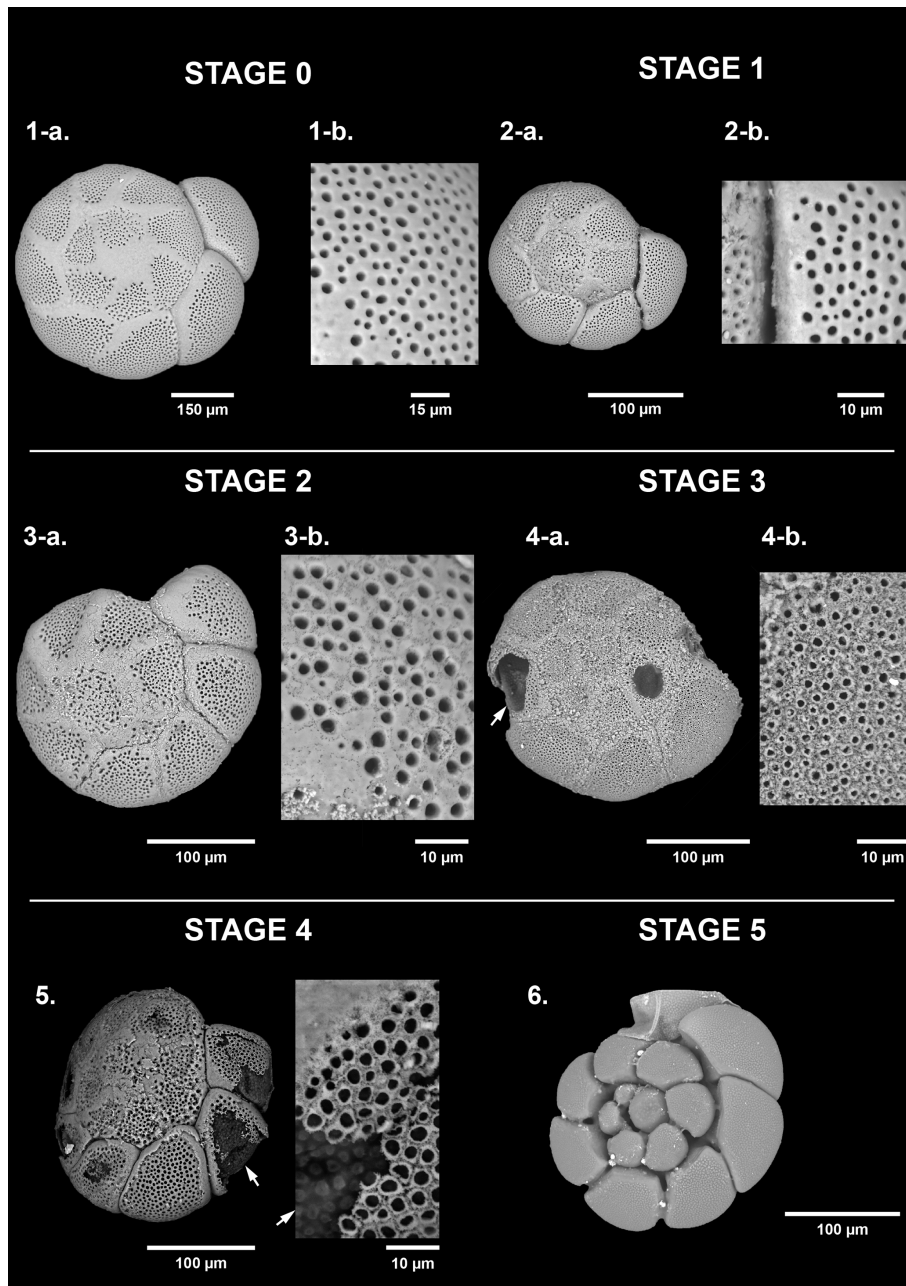 STAGE 0
STAGE 1
1-a.
1-b.
2-a.
2-b.
150 µm
15 µm
100 µm
10 µm
STAGE 2
STAGE 3
3-a.
3-b.
4-a.
4-b.
100 µm
10 µm
100 µm
10 µm
STAGE 4
STAGE 5
5.
6.
100 µm
10 µm
100 µm